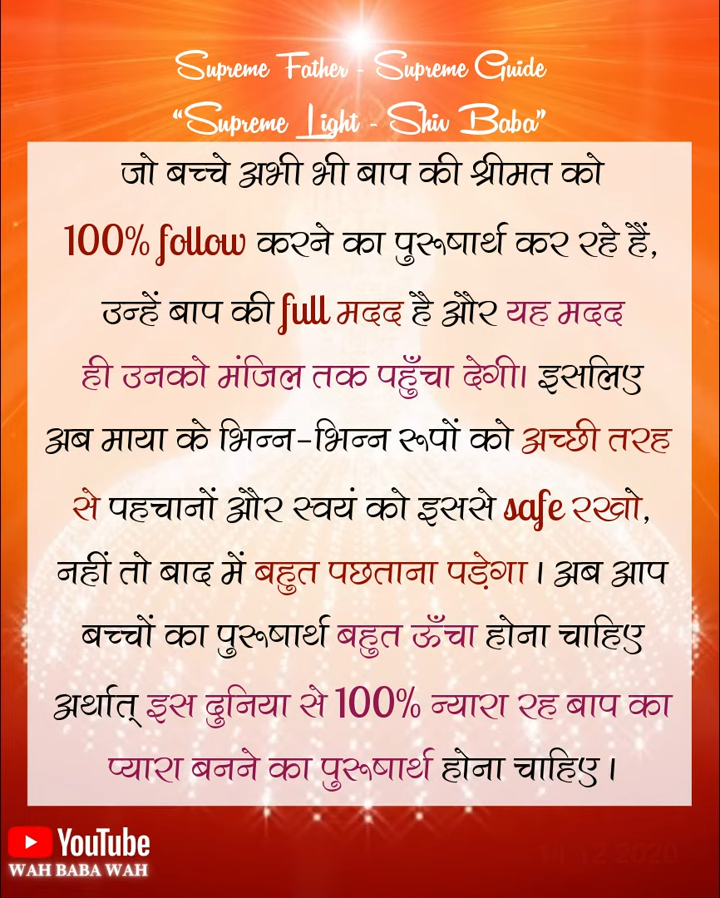 Supreme Father - Supreme Guide
“Supreme Light - Shiv Baba”
जो बच्चे अभी भी बाप की श्रीमत को
100% follow करने का पुरूषार्थ कर रहे हैं,
उन्हें बाप की full मदद है और यह मदद
ही उनको मंजिल तक पहुँचा देगी। इसलिए
अब माया के भिन्न-भिन्न रूपों को अच्छी तरह
से पहचानों और स्वयं को इससे safe रखो,
नहीं तो बाद में बहुत पछताना पड़ेगा । अब आप
बच्चों का पुरूषार्थ बहुत ऊँचा होना चाहिए
अर्थात् इस दुनिया से 100% न्यारा रह बाप का
प्यारा बनने का पुरूषार्थ होना चाहिए ।
YouTube
WAH BABA WAH
12 2020